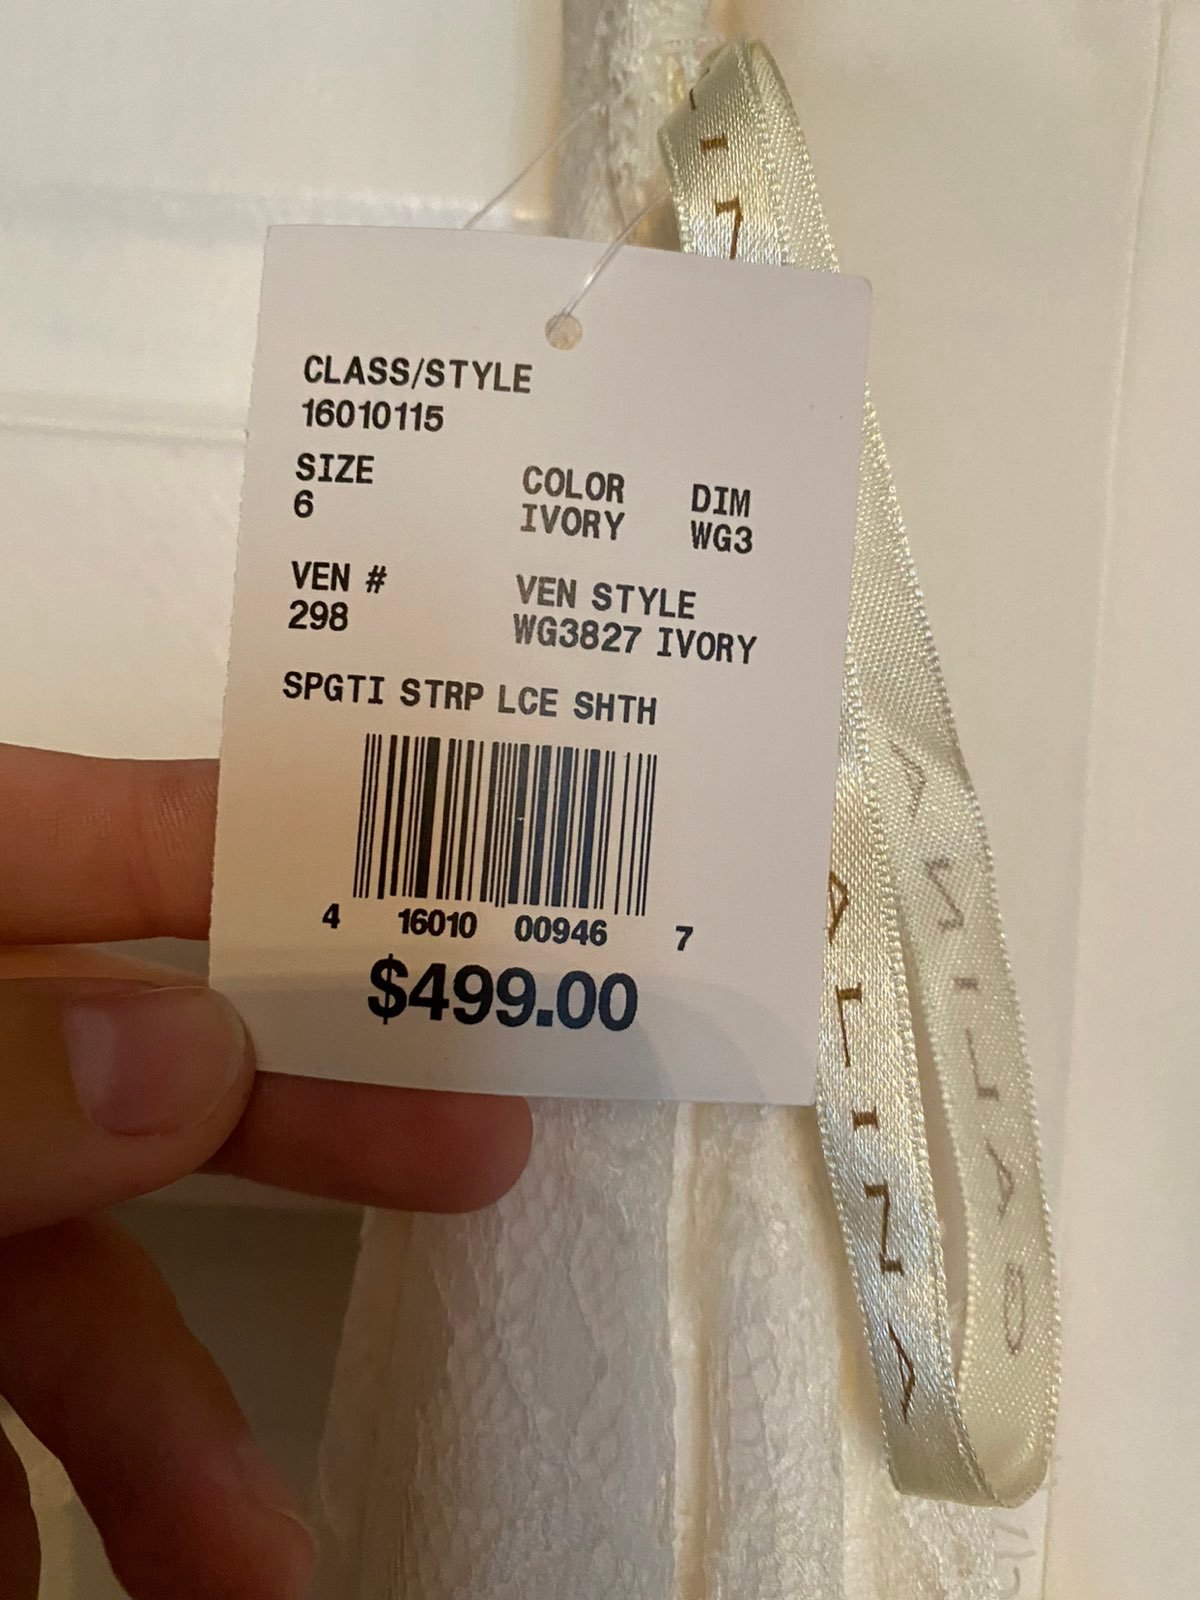 CLASS/STYLE
16010115
SIZE COLOR DIM
6 IVORY WG3
VEN # VEN STYLE
298 WG3827 IVORY
SPGTI STRP LCE SHTH
4 16010 00946 7
$499.00
GALINA